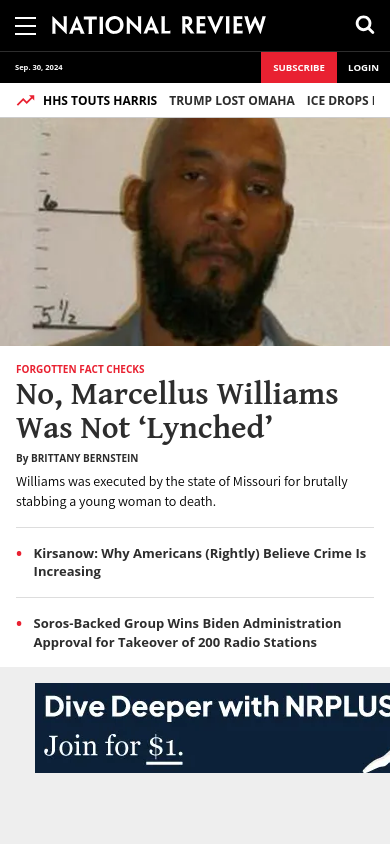 NATIONAL REVIEW
Sep. 30, 2024
SUBSCRIBE
LOGIN
HHS TOUTS HARRIS TRUMP LOST OMAHA ICE DROPS
6
5 1/2
FORGOTTEN FACT CHECKS
No, Marcellus Williams
Was Not ‘Lynched’
By BRITTANY BERNSTEIN
Williams was executed by the state of Missouri for brutally
stabbing a young woman to death.
• Kirsanow: Why Americans (Rightly) Believe Crime Is
Increasing
• Soros-Backed Group Wins Biden Administration
Approval for Takeover of 200 Radio Stations
Dive Deeper with NRPLUS
Join for $1.